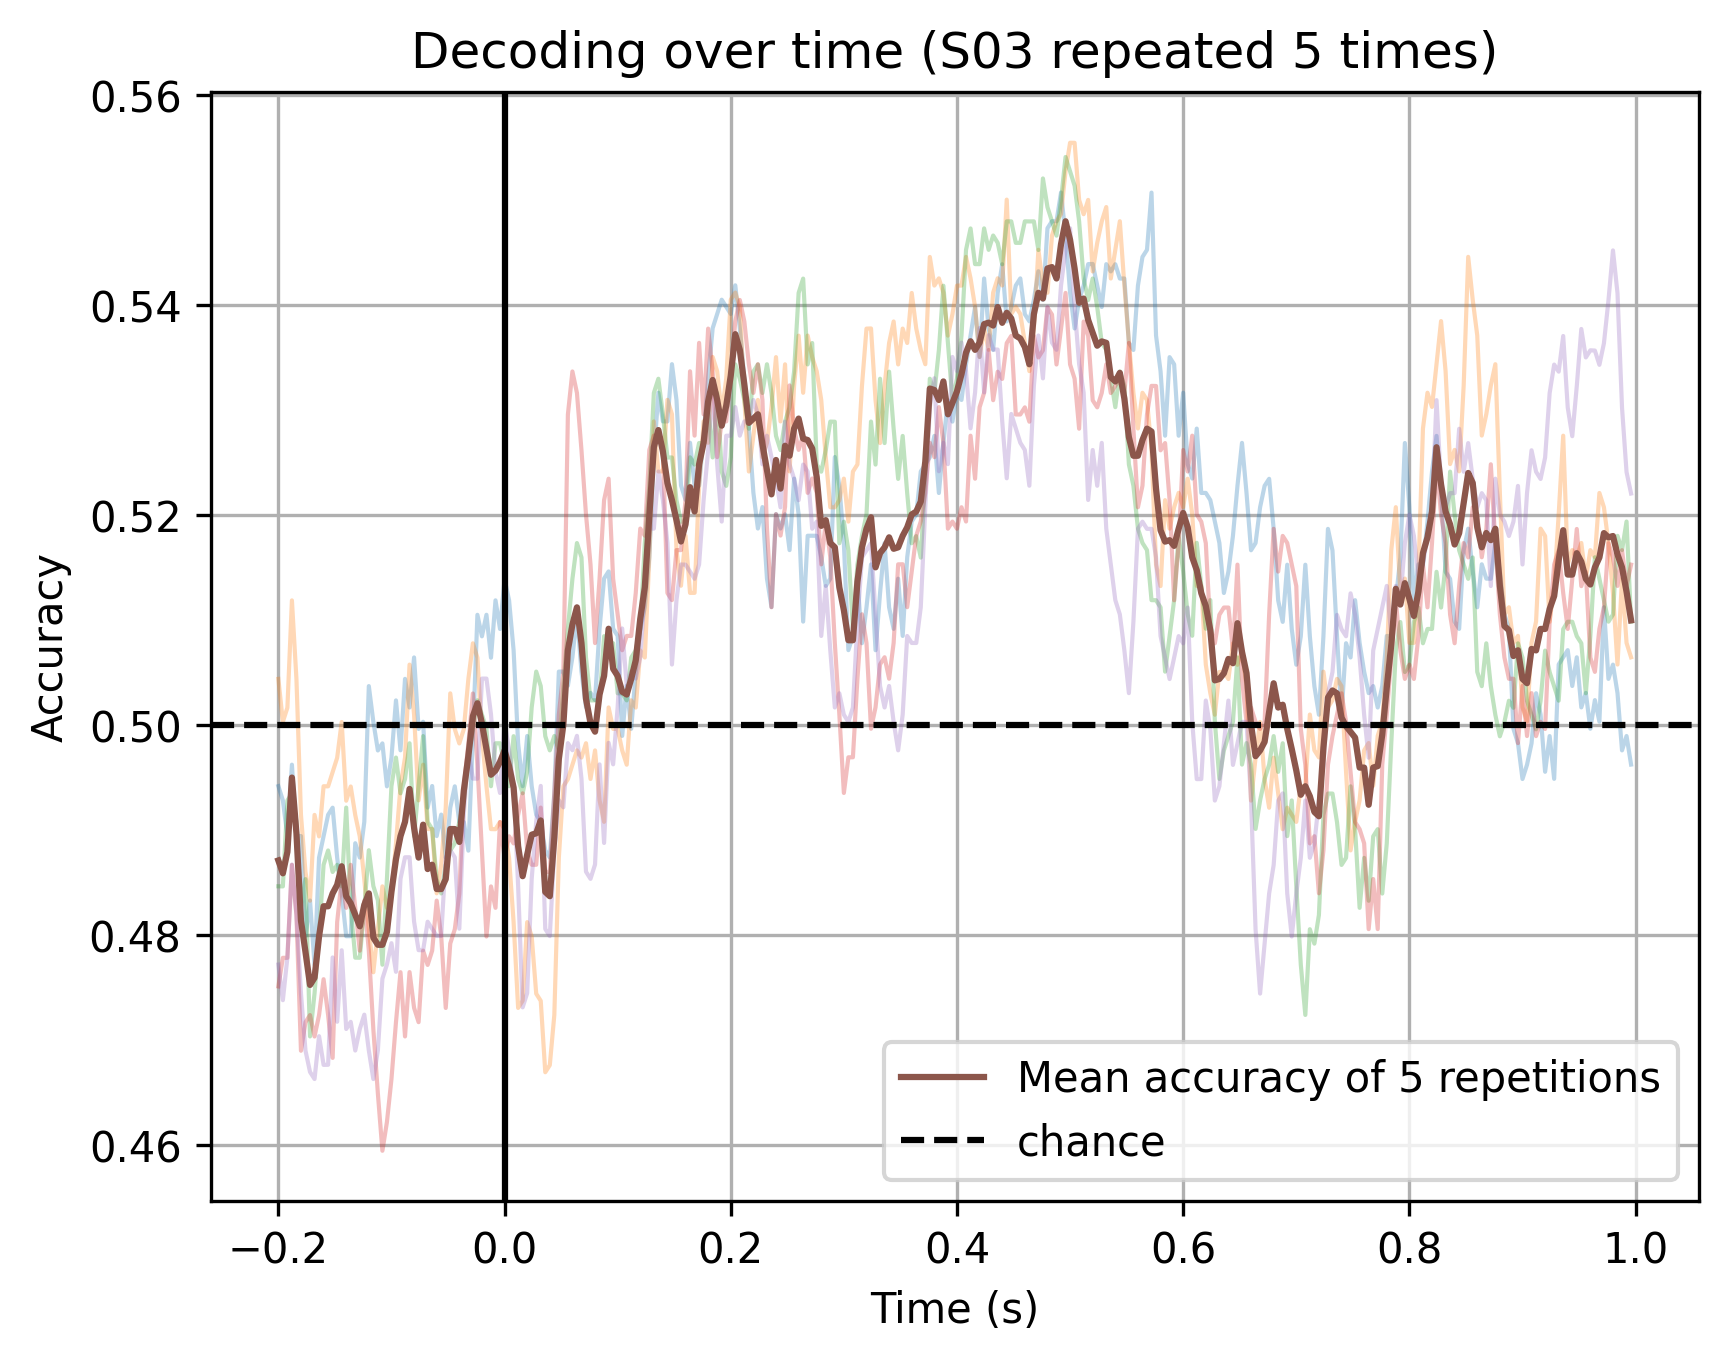 Decoding over time (S03 repeated 5 times)
0.56
0.54
0.52
0.50
0.48
0.46
Accuracy
Mean accuracy of 5 repetitions
chance
−0.2 0.0 0.2 0.4 0.6 0.8 1.0
Time (s)